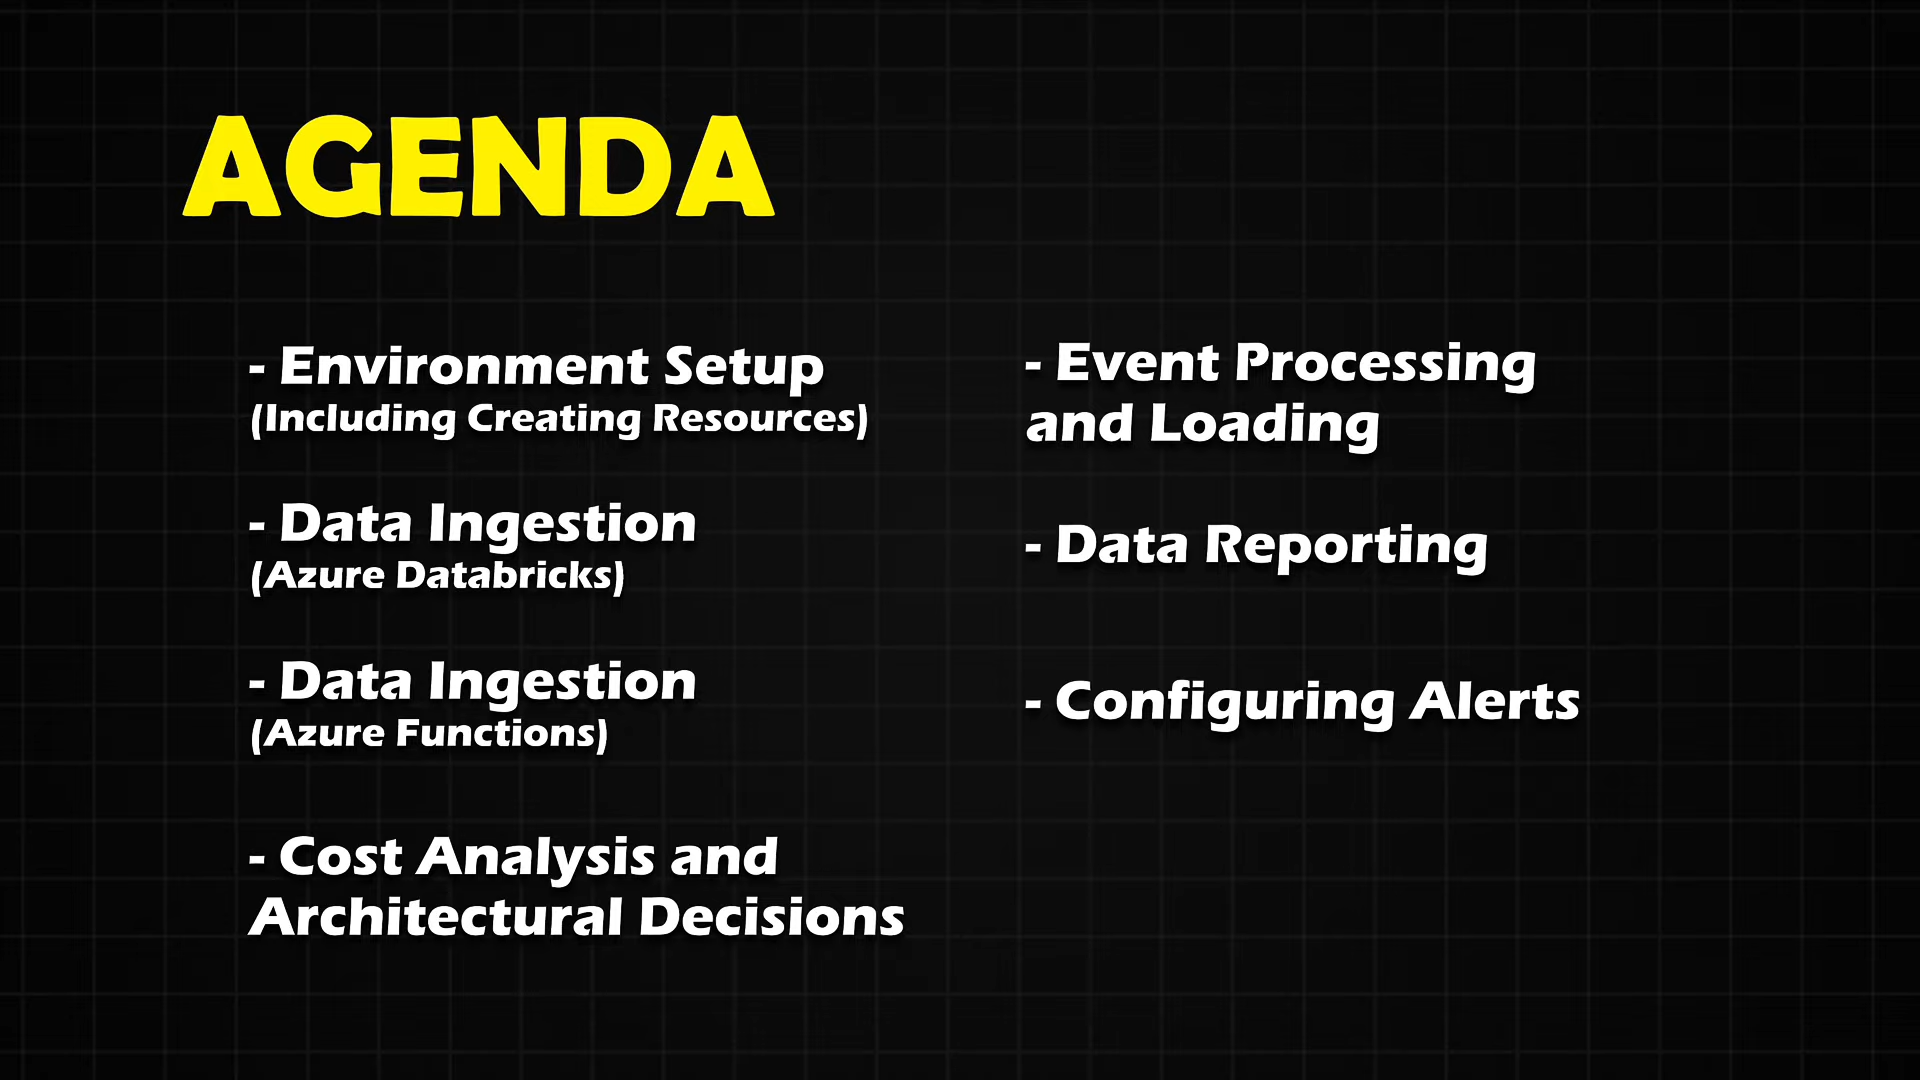 AGENDA
- Environment Setup
(Including Creating Resources)
- Data Ingestion
(Azure Databricks)
- Data Ingestion
(Azure Functions)
- Cost Analysis and
Architectural Decisions
- Event Processing
and Loading
- Data Reporting
- Configuring Alerts